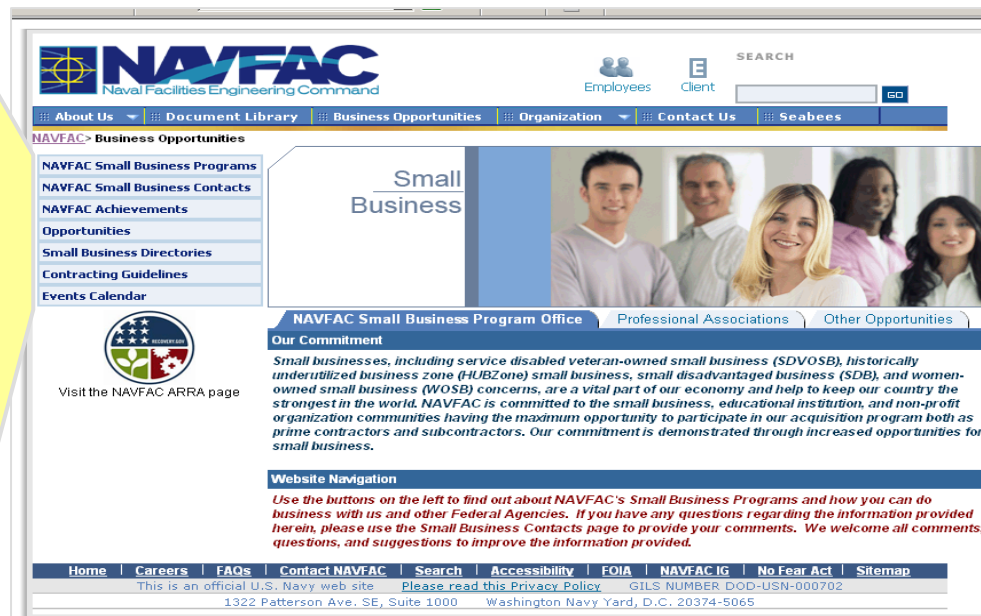 NAVFAC
Naval Facilities Engineering Command
Employees
Client
SEARCH
GO
About Us
Document Library
Business Opportunities
Organization
Contact Us
Seabees
NAVFAC> Business Opportunities
NAVFAC Small Business Programs
NAVFAC Small Business Contacts
NAVFAC Achievements
Opportunities
Small Business Directories
Contracting Guidelines
Events Calendar
Small
Business
RECOVERY.GOV
Visit the NAVFAC ARRA page
NAVFAC Small Business Program Office
Professional Associations
Other Opportunities
Our Commitment
Small businesses, including service disabled veteran-owned small business (SDVOSB), historically
underutilized business zone (HUBZone) small business, small disadvantaged business (SDB), and women-
owned small business (WOSB) concerns, are a vital part of our economy and help to keep our country the
strongest in the world. NAVFAC is committed to the small business, educational institution, and non-profit
organization communities having the maximum opportunity to participate in our acquisition program both as
prime contractors and subcontractors. Our commitment is demonstrated through increased opportunities for
small business.
Website Navigation
Use the buttons on the left to find out about NAVFAC's Small Business Programs and how you can do
business with us and other Federal Agencies. If you have any questions regarding the information provided
herein, please use the Small Business Contacts page to provide your comments. We welcome all comments,
questions, and suggestions to improve the information provided.
Home | Careers | FAQs | Contact NAVFAC | Search | Accessibility | FOIA | NAVFAC IG | No Fear Act | Sitemap
This is an official U.S. Navy web site Please read this Privacy Policy GILS NUMBER DOD-USN-000702
1322 Patterson Ave. SE, Suite 1000 Washington Navy Yard, D.C. 20374-5065